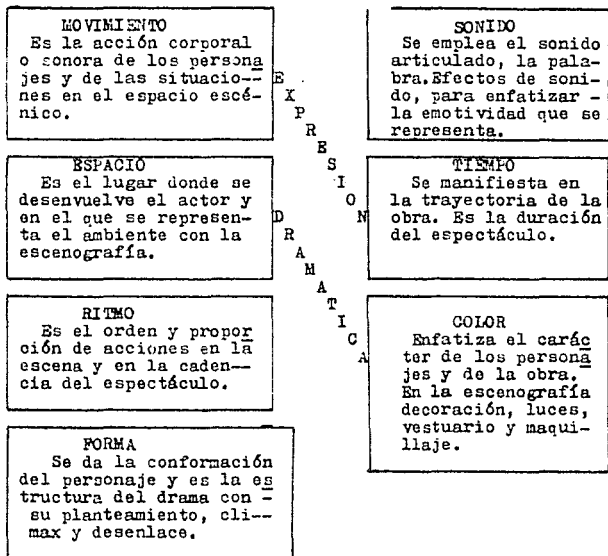 MOVIMIENTO
Es la acción corporal
o sonora de los persona
jes y de las situacio--
nes en el espacio escé-
nico.
SONIDO
Se emplea el sonido
articulado, la pala-
bra.Efectos de soni-
do, para enfatizar -
la emotividad que se
representa.
EXPRESION
DRAMATICA
ESPACIO
Es el lugar donde se
desenvuelve el actor y
en el que se represen-
ta el ambiente con la
escenografía.
TIEMPO
Se manifiesta en
la trayectoria de la
obra. Es la duración
del espectáculo.
RITMO
Es el orden y propor
ción de acciones en la
escena y en la caden--
cia del espectáculo.
COLOR
Enfatiza el carác
ter de los persona
jes y de la obra.
En la escenografía
decoración, luces,
vestuario y maqui-
llaje.
FORMA
Se da la conformación
del personaje y es la es
tructura del drama con -
su planteamiento, clí--
max y desenlace.